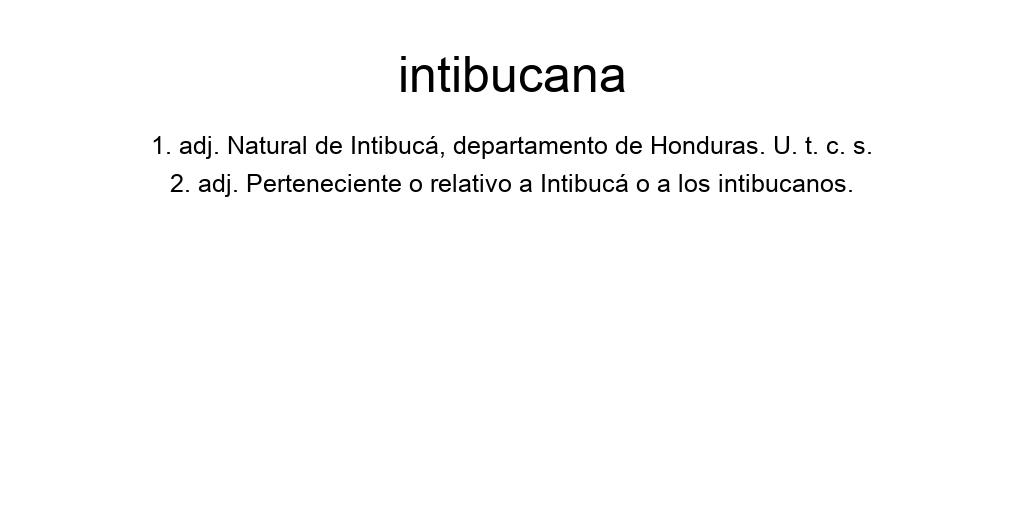 intibucana
1. adj. Natural de Intibucá, departamento de Honduras. U. t. c. s.
2. adj. Perteneciente o relativo a Intibucá o a los intibucanos.